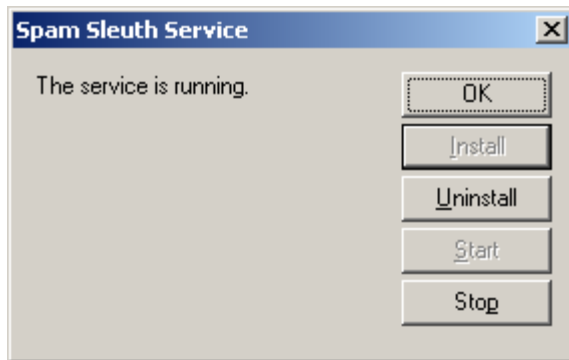 Spam Sleuth Service
The service is running.
OK
Install
Uninstall
Start
Stop